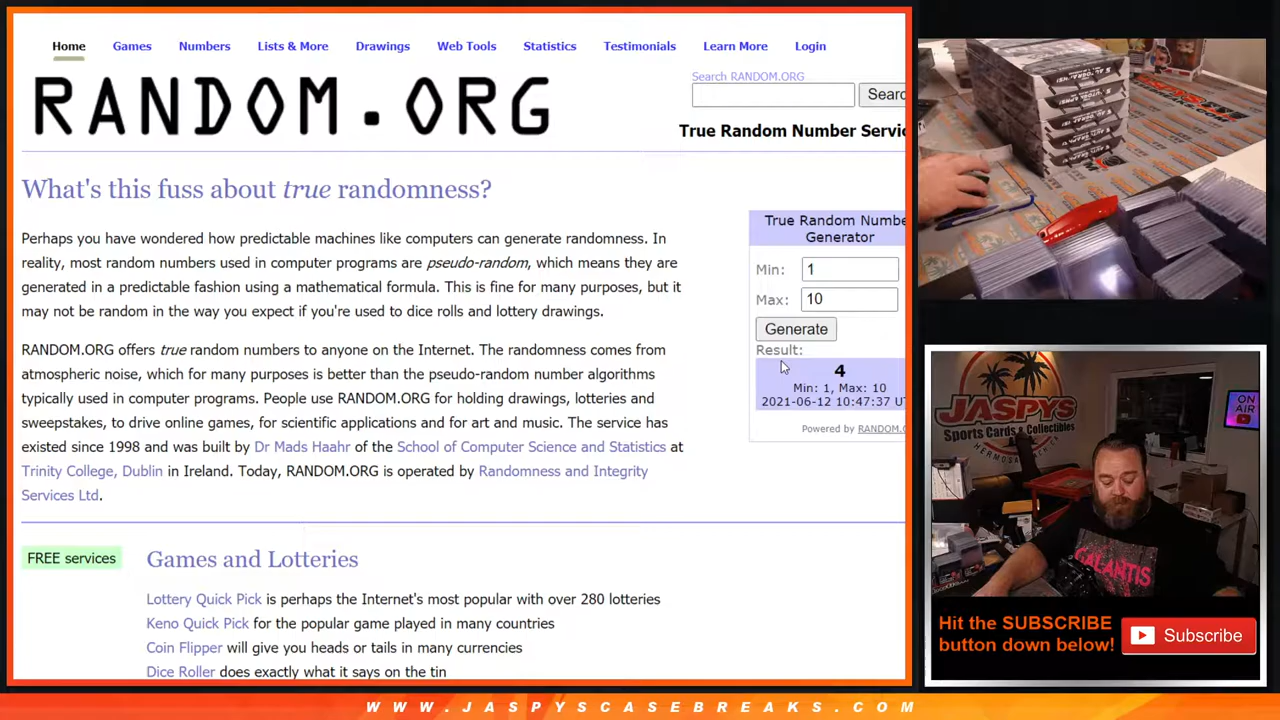 Home Games Numbers Lists & More Drawings Web Tools Statistics Testimonials Learn More Login
RANDOM.ORG
Search RANDOM.ORG
Searc
True Random Number Servic
What's this fuss about true randomness?
Perhaps you have wondered how predictable machines like computers can generate randomness. In
reality, most random numbers used in computer programs are pseudo-random, which means they are
generated in a predictable fashion using a mathematical formula. This is fine for many purposes, but it
may not be random in the way you expect if you're used to dice rolls and lottery drawings.
RANDOM.ORG offers true random numbers to anyone on the Internet. The randomness comes from
atmospheric noise, which for many purposes is better than the pseudo-random number algorithms
typically used in computer programs. People use RANDOM.ORG for holding drawings, lotteries and
sweepstakes, to drive online games, for scientific applications and for art and music. The service has
existed since 1998 and was built by Dr Mads Haahr of the School of Computer Science and Statistics at
Trinity College, Dublin in Ireland. Today, RANDOM.ORG is operated by Randomness and Integrity
Services Ltd.
True Random Numbe
Generator
Min: 1
Max: 10
Generate
Result:
4
Min: 1, Max: 10
2021-06-12 10:47:37 UT
Powered by RANDOM.O
FREE services
Games and Lotteries
Lottery Quick Pick is perhaps the Internet's most popular with over 280 lotteries
Keno Quick Pick for the popular game played in many countries
Coin Flipper will give you heads or tails in many currencies
Dice Roller does exactly what it says on the tin
JASPYS
Sports Cards & Collectibles
HERMOSA BEACH
ON
AIR
GALANTIS
Hit the SUBSCRIBE
button down below!
Subscribe
WWW.JASPYSCASEBREAKS.COM